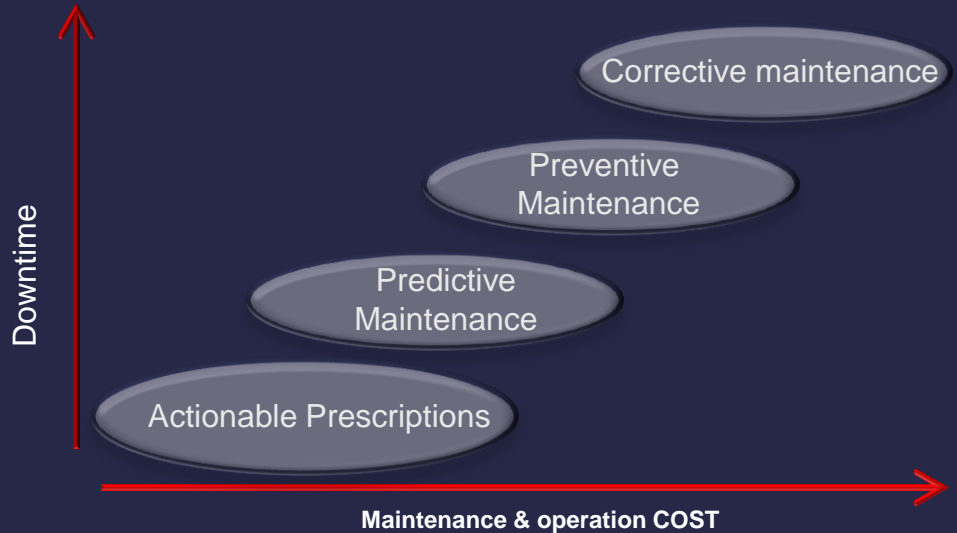 Corrective maintenance
Preventive
Maintenance
Predictive
Maintenance
Actionable Prescriptions
Downtime
Maintenance & operation COST